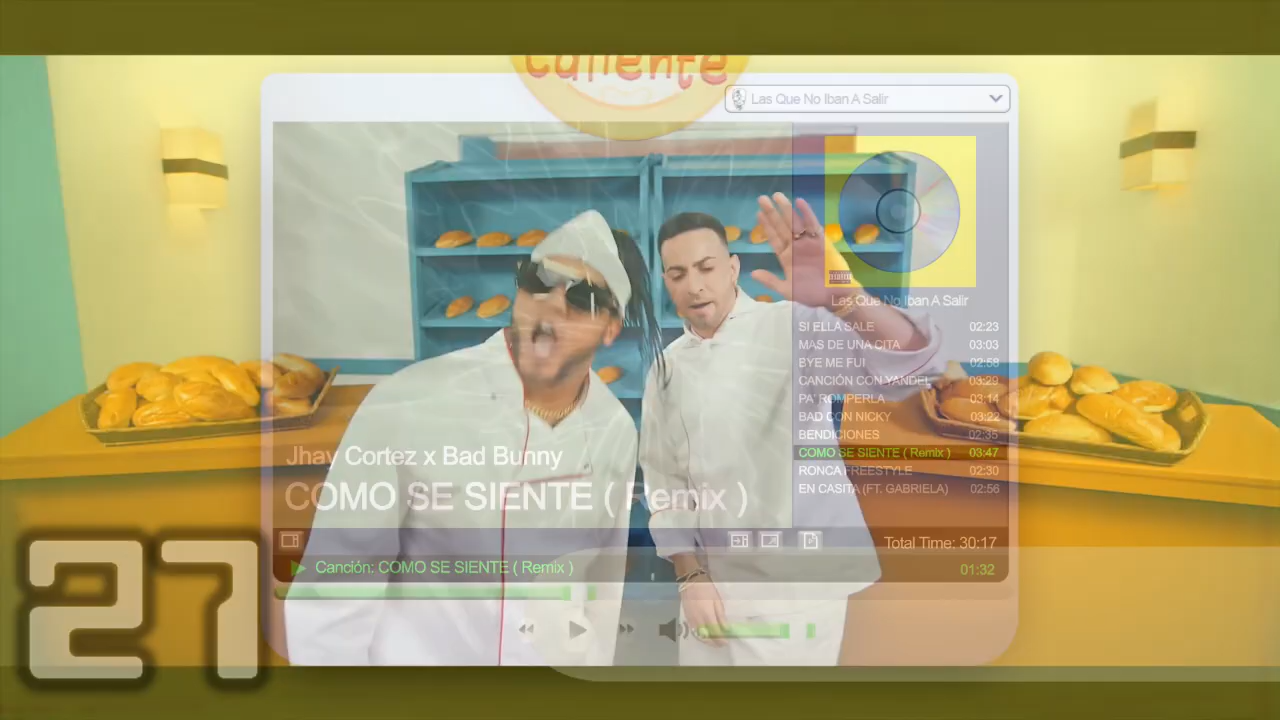 Caliente
Las Que No Iban A Salir
Las Que No Iban A Salir
SI ELLA SALE 02:23
MAS DE UNA CITA 03:03
BYE ME FUI 02:58
CANCIÓN CON YANDEL 03:29
PA' ROMPERLA 03:14
BAD CON NICKY 03:22
BENDICIONES 02:35
COMO SE SIENTE ( Remix ) 03:47
RONCA FREESTYLE 02:30
EN CASITA (FT. GABRIELA) 02:56
Jhay Cortez x Bad Bunny
COMO SE SIENTE ( Remix )
Total Time: 30:17
Canción: COMO SE SIENTE ( Remix )
01:32
27